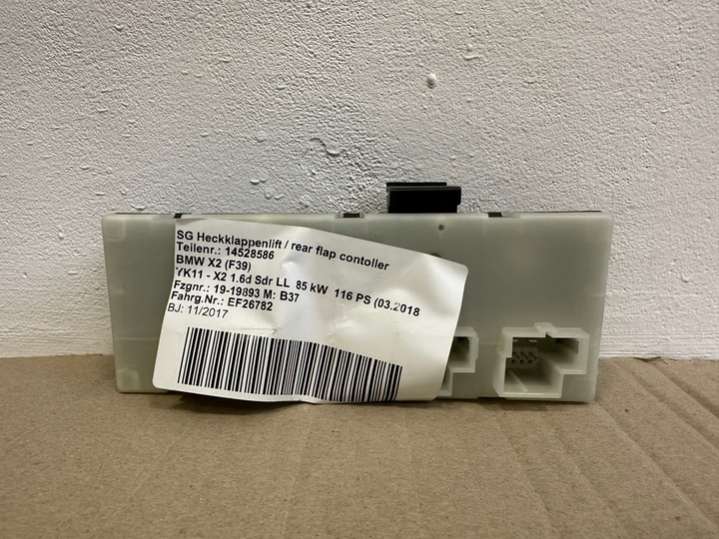 SG Heckklappenlift / rear flap contoller
Teilenr.: 14528586
BMW X2 (F39)
YK11 - X2 1.6d Sdr LL 85 kW 116 PS (03.2018
Fzgnr.: 19-19893 M: B37
Fahrg.Nr.: EF26782
BJ: 11/2017